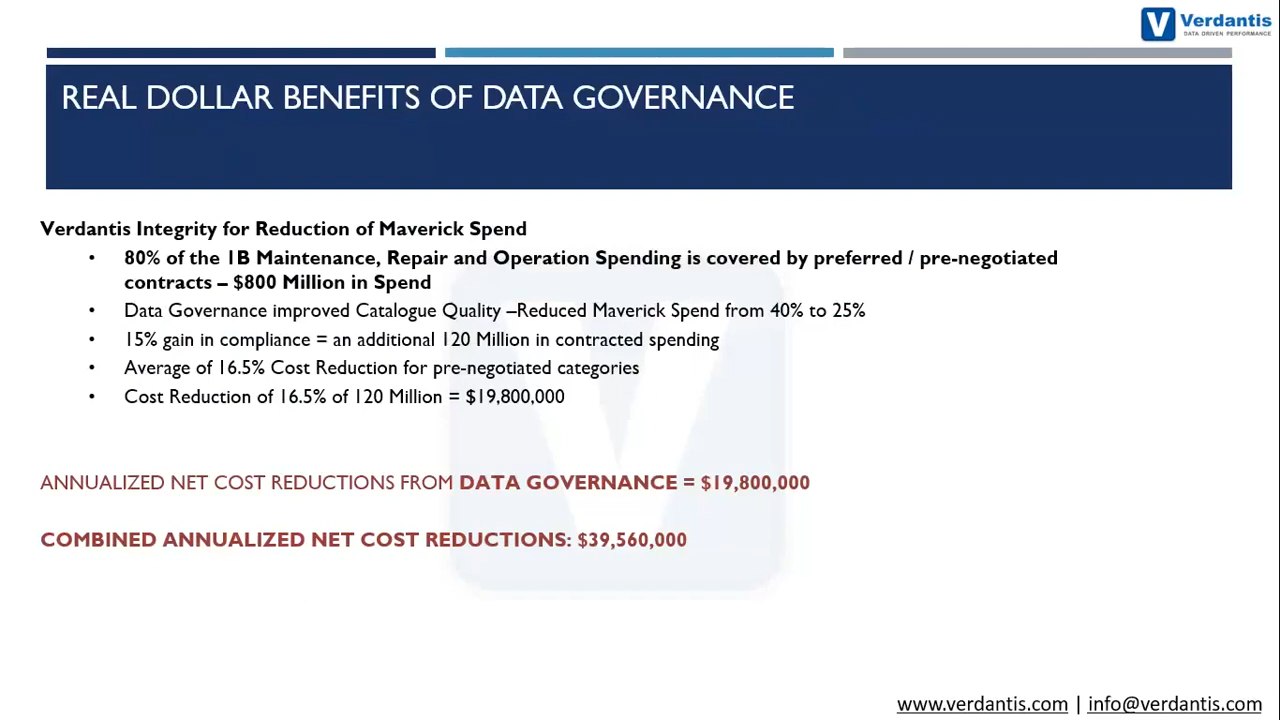 Verdantis
DATA DRIVEN PERFORMANCE
REAL DOLLAR BENEFITS OF DATA GOVERNANCE
Verdantis Integrity for Reduction of Maverick Spend
• 80% of the 1B Maintenance, Repair and Operation Spending is covered by preferred / pre-negotiated
contracts – $800 Million in Spend
• Data Governance improved Catalogue Quality –Reduced Maverick Spend from 40% to 25%
• 15% gain in compliance = an additional 120 Million in contracted spending
• Average of 16.5% Cost Reduction for pre-negotiated categories
• Cost Reduction of 16.5% of 120 Million = $19,800,000
ANNUALIZED NET COST REDUCTIONS FROM DATA GOVERNANCE = $19,800,000
COMBINED ANNUALIZED NET COST REDUCTIONS: $39,560,000
www.verdantis.com | info@verdantis.com